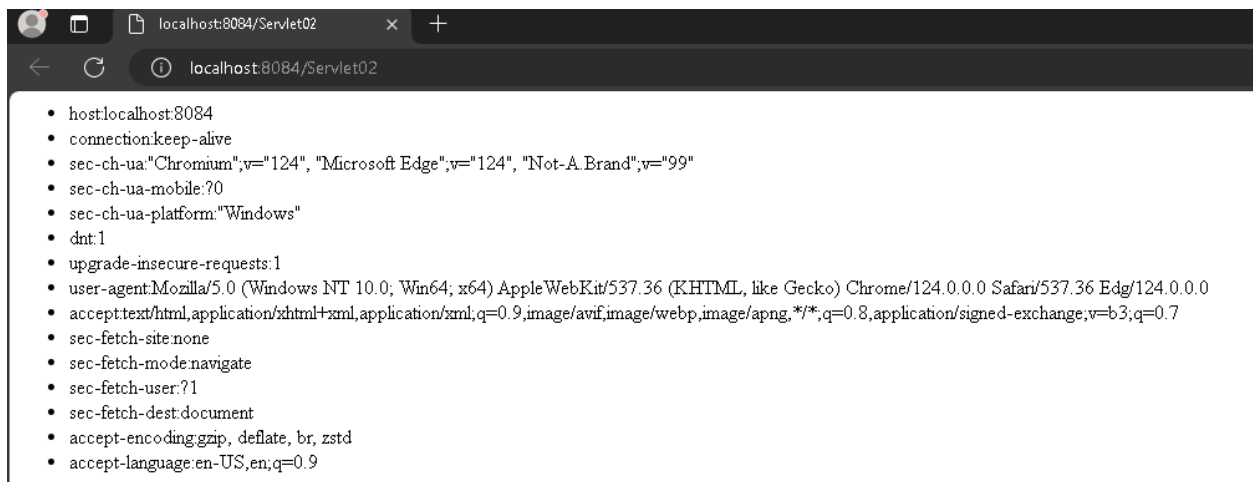 localhost:8084/Servlet02
localhost:8084/Servlet02
• host:localhost:8084
• connection:keep-alive
• sec-ch-ua:"Chromium";v="124", "Microsoft Edge";v="124", "Not-A.Brand";v="99"
• sec-ch-ua-mobile:?0
• sec-ch-ua-platform:"Windows"
• dnt:1
• upgrade-insecure-requests:1
• user-agent:Mozilla/5.0 (Windows NT 10.0; Win64; x64) AppleWebKit/537.36 (KHTML, like Gecko) Chrome/124.0.0.0 Safari/537.36 Edg/124.0.0.0
• accept:text/html,application/xhtml+xml,application/xml;q=0.9,image/avif,image/webp,image/apng,*/*;q=0.8,application/signed-exchange;v=b3;q=0.7
• sec-fetch-site:none
• sec-fetch-mode:navigate
• sec-fetch-user:?1
• sec-fetch-dest:document
• accept-encoding:gzip, deflate, br, zstd
• accept-language:en-US,en;q=0.9